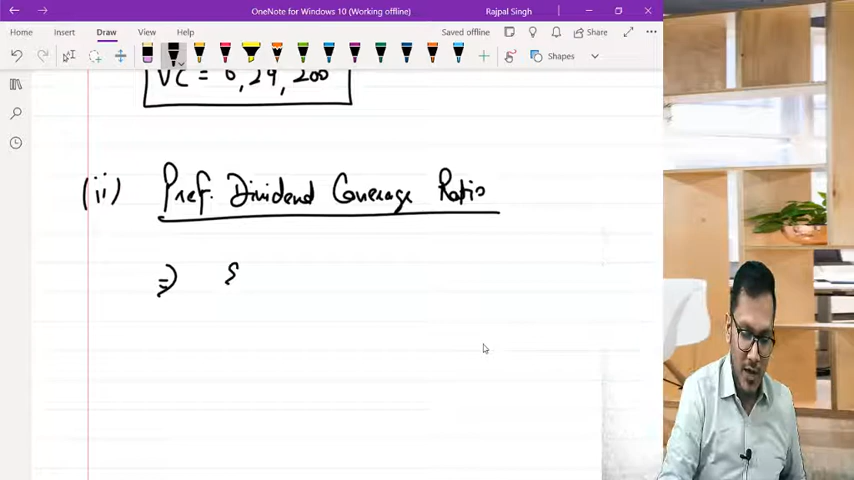 OneNote for Windows 10 (Working offline)
Rajpal Singh
Home Insert Draw View Help Saved offline Share
Shapes
VC = 6, 24, 200
(ii) Pref. Dividend Coverage Ratio
⇒